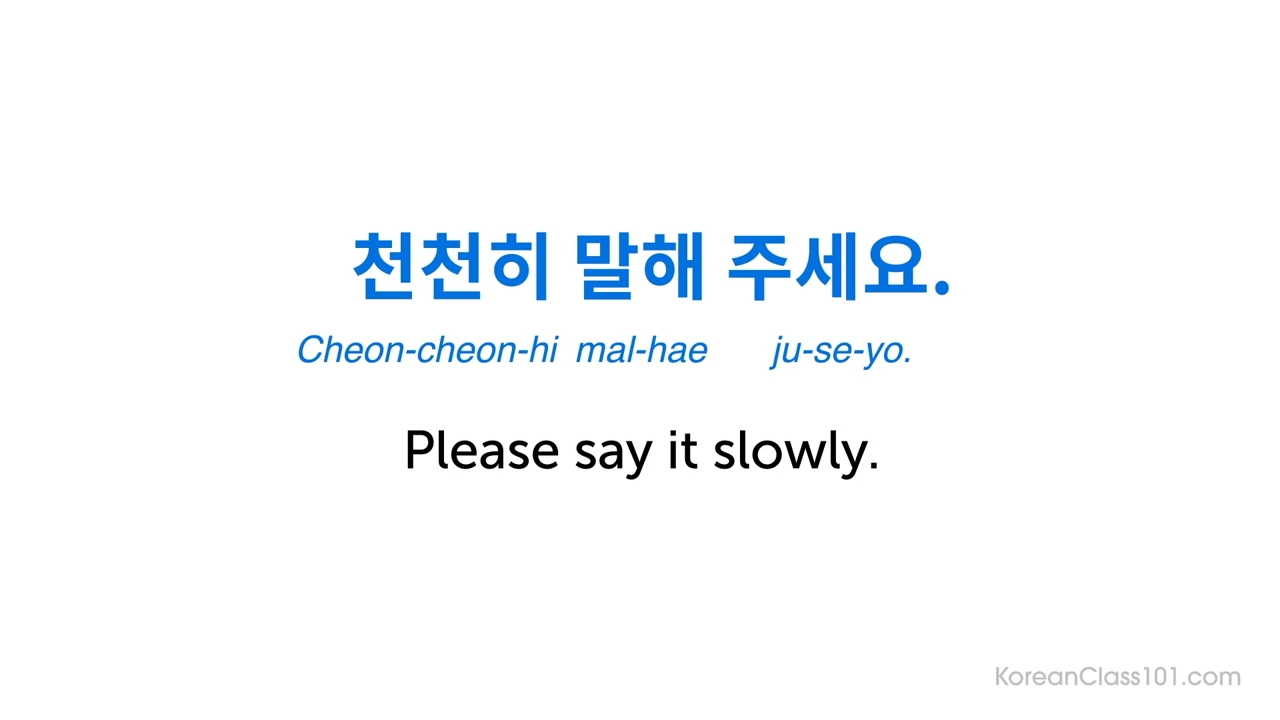 천천히 말해 주세요.
Cheon-cheon-hi mal-hae ju-se-yo.
Please say it slowly.
KoreanClass101.com